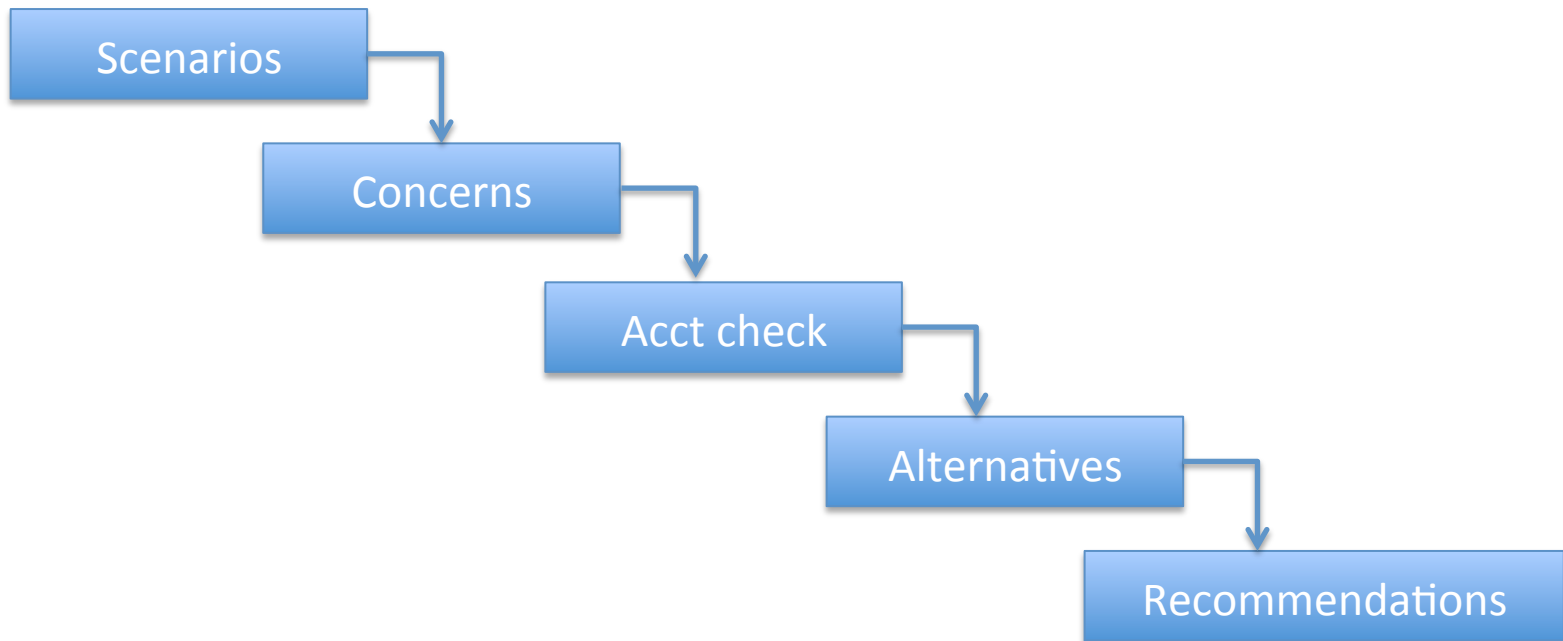 Scenarios
Concerns
Acct check
Alternatives
Recommendations